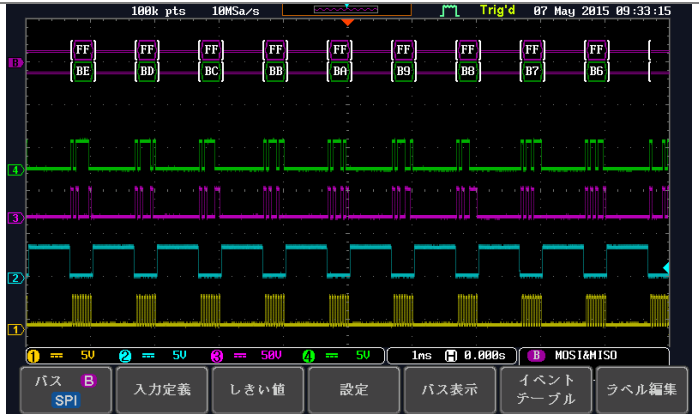 100k pts 10MSa/s Trig'd 07 May 2015 09:33:15
FF FF FF FF FF FF FF FF FF
B
BE BD BC BB BA B9 B8 B7 B6
4
3
2
1
1 5V 2 5V 3 50V 4 5V 1ms H 0.000s B MOSI&MISO
バス B SPI
入力定義
しきい値
設定
バス表示
イベント
テーブル
ラベル編集